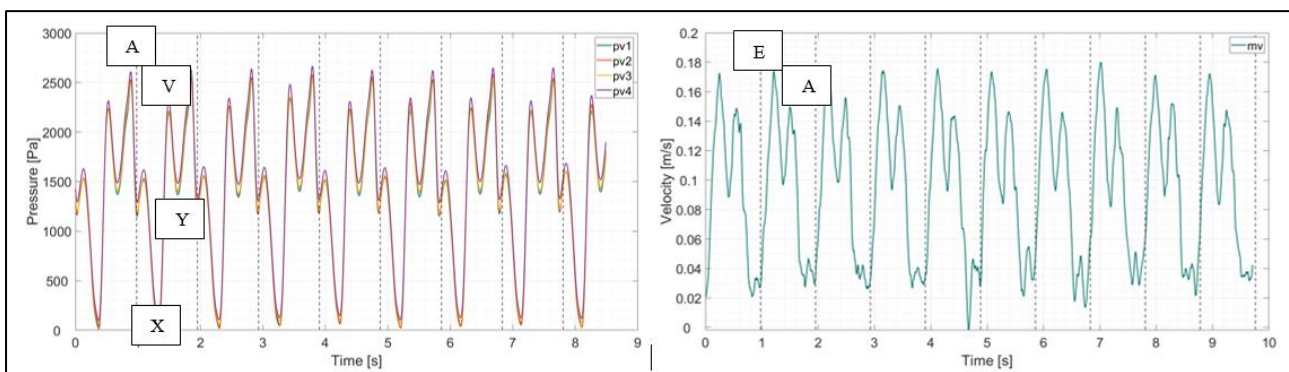 3000
2500
2000
1500
1000
500
0
Pressure [Pa]
A
V
Y
X
pv1
pv2
pv3
pv4
0 1 2 3 4 5 6 7 8 9
Time [s]
0.2
0.18
0.16
0.14
0.12
0.1
0.08
0.06
0.04
0.02
0
Velocity [m/s]
E
A
mv
0 1 2 3 4 5 6 7 8 9 10
Time [s]